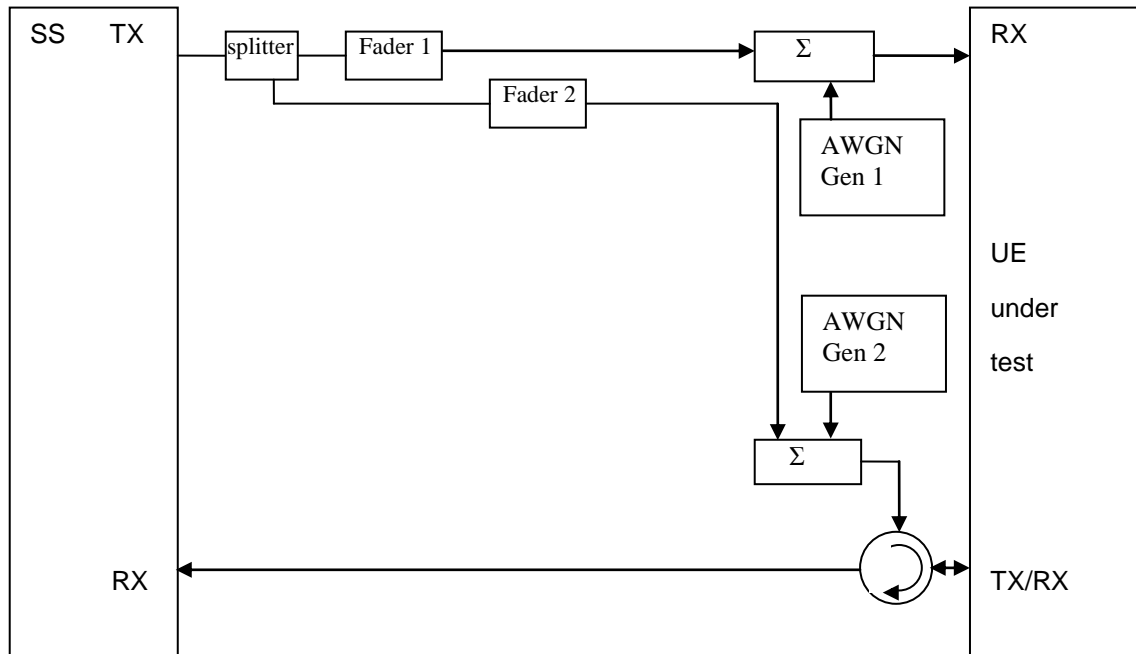 SS TX
splitter
Fader 1
Σ
RX
Fader 2
AWGN
Gen 1
UE
under
test
AWGN
Gen 2
Σ
RX
TX/RX